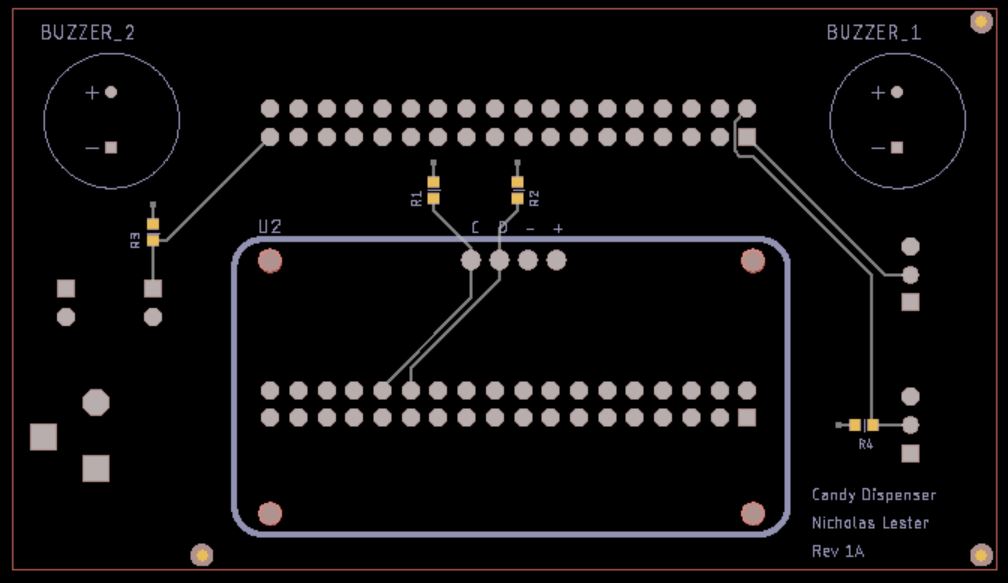 BUZZER_2
BUZZER_1
+
+
-
-
R1
R2
R3
U2
C D - +
R4
Candy Dispenser
Nicholas Lester
Rev 1A